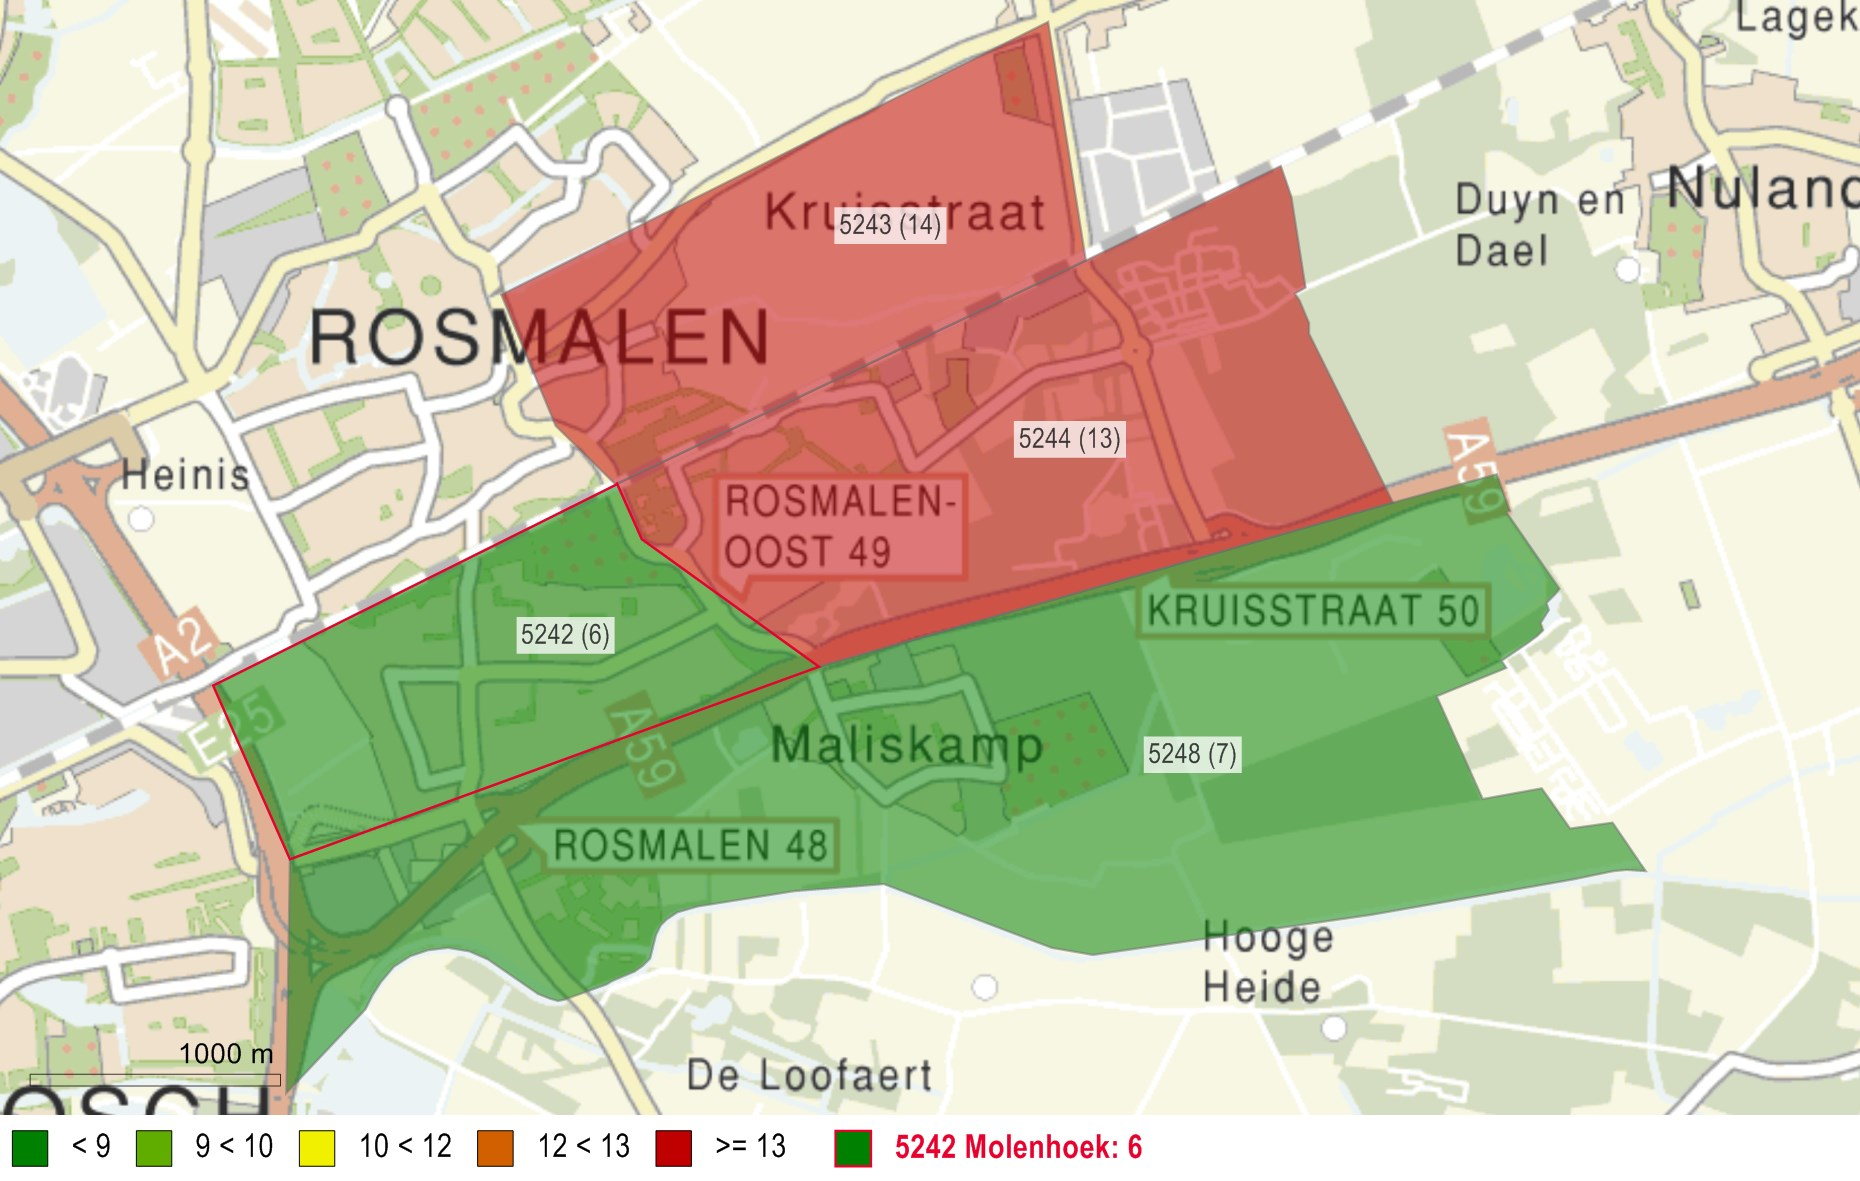 Lagek
Kruisstraat
5243 (14)
Duyn en
Dael
Nuland
ROSMALEN
Heinis
5244 (13)
A59
ROSMALEN-
OOST 49
KRUISSTRAAT 50
5242 (6)
A2
E25
A59
Maliskamp
5248 (7)
ROSMALEN 48
Hooge
Heide
1000 m
De Loofaert
OSCH
< 9
9 < 10
10 < 12
12 < 13
>= 13
5242 Molenhoek: 6